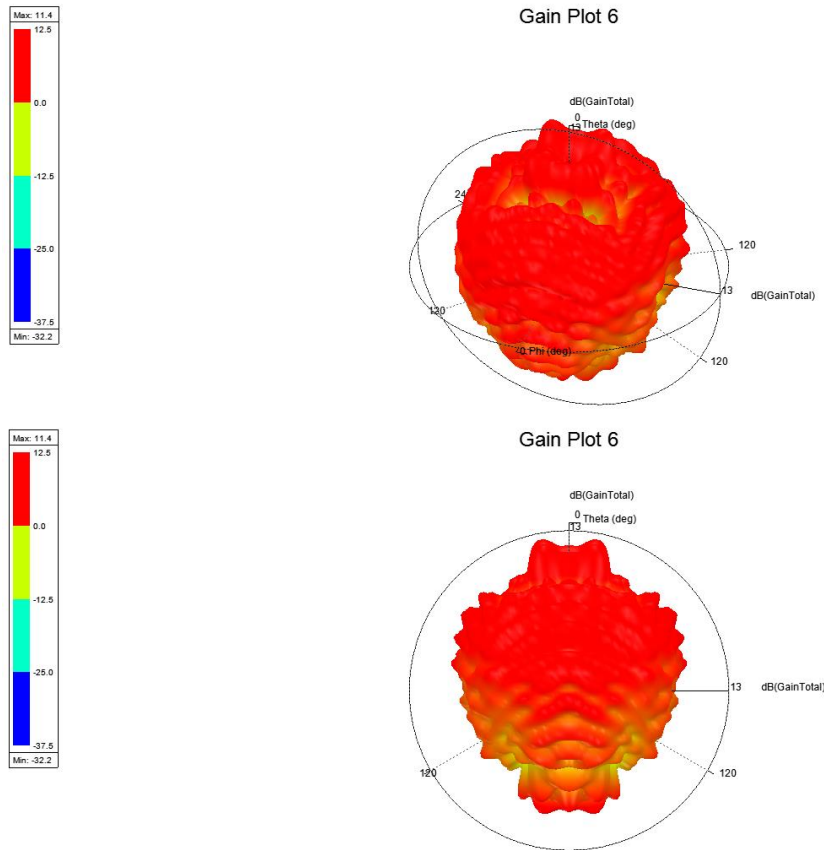 Gain Plot 6
Max: 11.4
12.5
0.0
-12.5
-25.0
-37.5
Min: -32.2
dB(GainTotal)
0
Theta (deg)
13
24
120
13
dB(GainTotal)
120
Phi (deg)
120
Gain Plot 6
Max: 11.4
12.5
0.0
-12.5
-25.0
-37.5
Min: -32.2
dB(GainTotal)
0
Theta (deg)
13
13
dB(GainTotal)
120
120